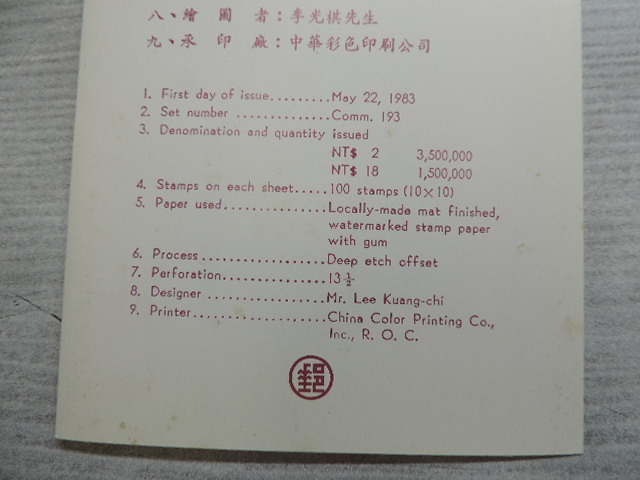 八、繪圖者：李光棋先生
九、承印廠：中華彩色印刷公司
1. First day of issue.........May 22, 1983
2. Set number ..............Comm. 193
3. Denomination and quantity issued
NT$ 2 3,500,000
NT$ 18 1,500,000
4. Stamps on each sheet.....100 stamps (10×10)
5. Paper used...............Locally-made mat finished,
watermarked stamp paper
with gum
6. Process ..................Deep etch offset
7. Perforation...............13 ½
8. Designer .................Mr. Lee Kuang-chi
9. Printer...................China Color Printing Co.,
Inc., R. O. C.
郵